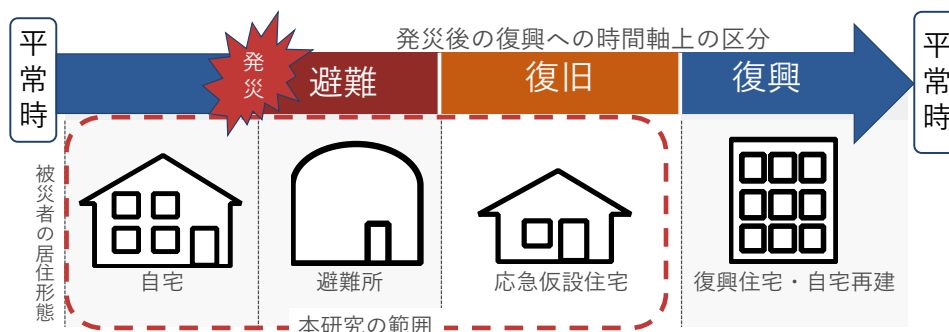 平常時
発災後の復興への時間軸上の区分
発災
避難
復旧
復興
平常時
被災者の居住形態
自宅
避難所
応急仮設住宅
復興住宅・自宅再建
本研究の範囲